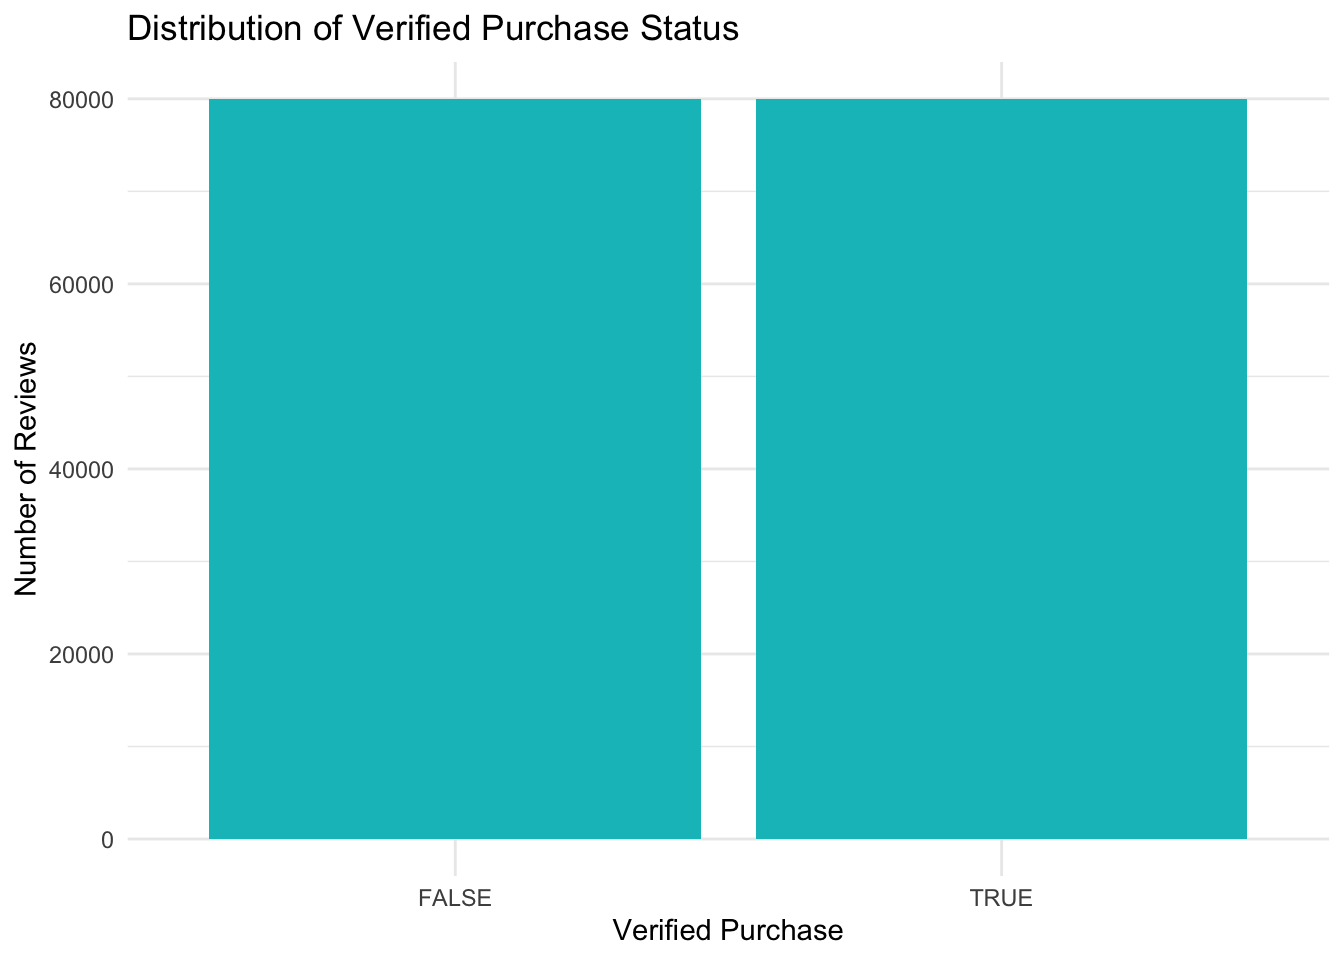 Distribution of Verified Purchase Status
Number of Reviews
80000
60000
40000
20000
0
FALSE
TRUE
Verified Purchase